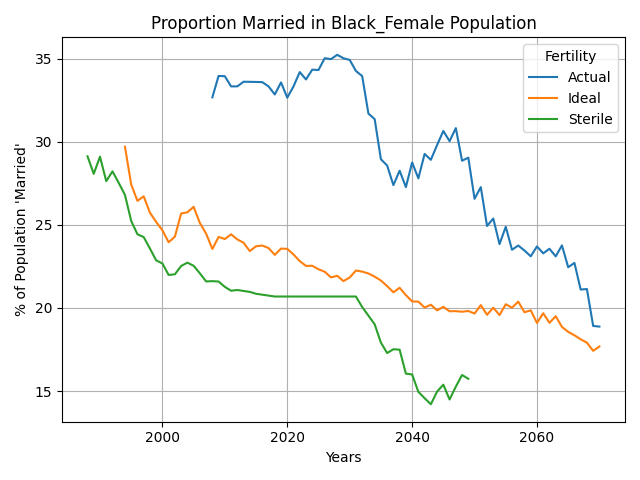 Proportion Married in Black_Female Population
% of Population 'Married'
35
30
25
20
15
Fertility
Actual
Ideal
Sterile
2000 2020 2040 2060
Years